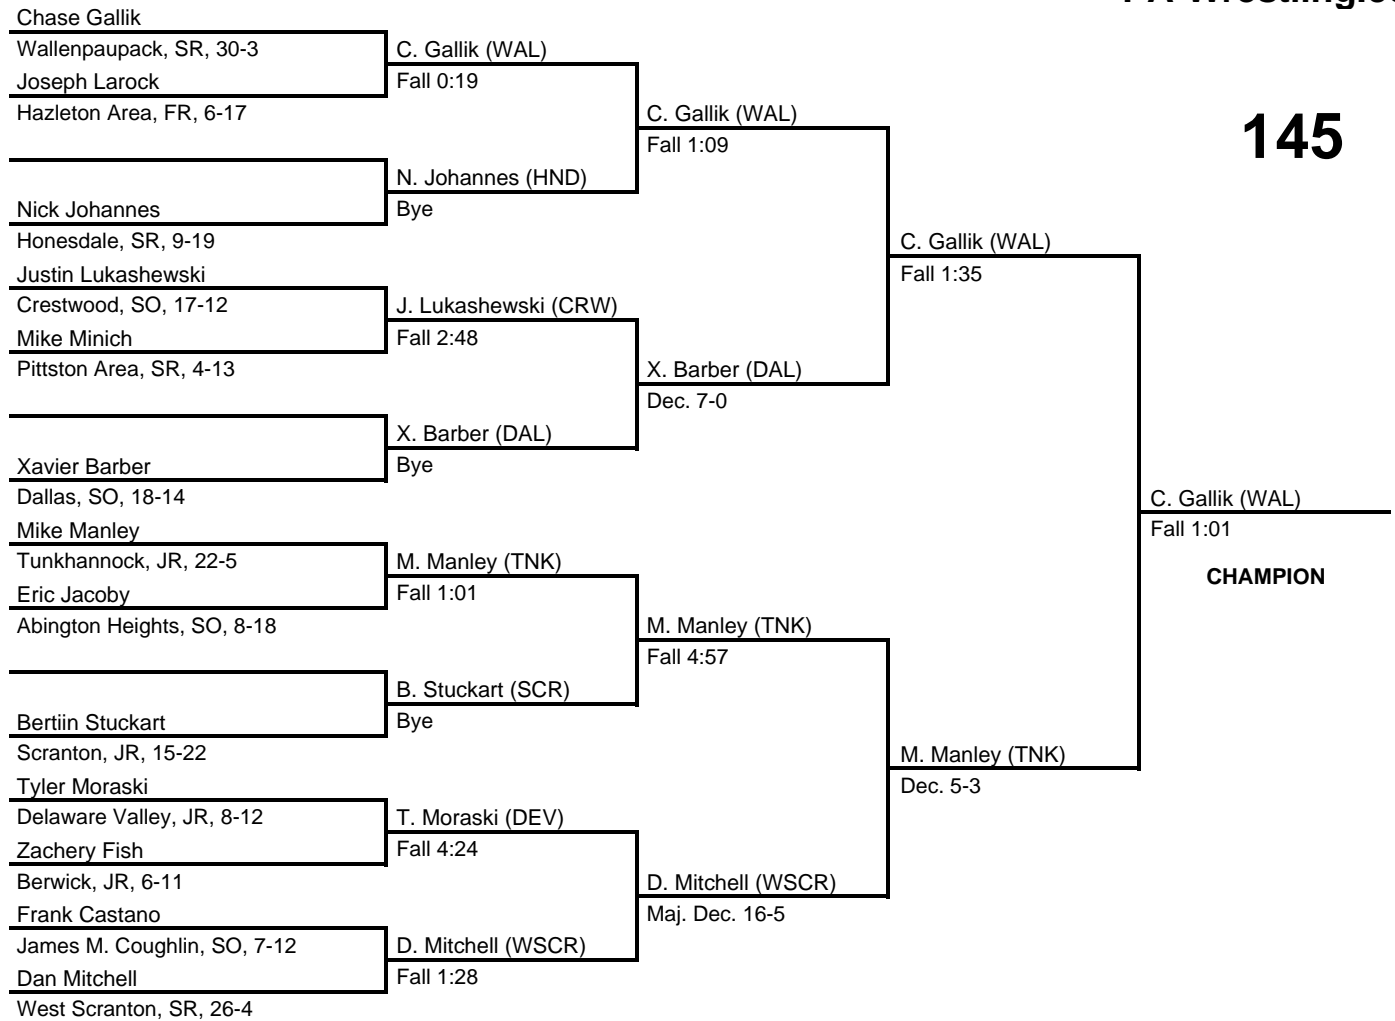 Chase Gallik
Wallenpaupack, SR, 30-3
C. Gallik (WAL)
Joseph Larock
Fall 0:19
Hazleton Area, FR, 6-17
C. Gallik (WAL)
145
Fall 1:09
N. Johannes (HND)
Nick Johannes
Bye
Honesdale, SR, 9-19
C. Gallik (WAL)
Justin Lukashewski
Fall 1:35
Crestwood, SO, 17-12
J. Lukashewski (CRW)
Mike Minich
Fall 2:48
Pittston Area, SR, 4-13
X. Barber (DAL)
Dec. 7-0
X. Barber (DAL)
Xavier Barber
Bye
Dallas, SO, 18-14
C. Gallik (WAL)
Mike Manley
Fall 1:01
Tunkhannock, JR, 22-5
M. Manley (TNK)
CHAMPION
Eric Jacoby
Fall 1:01
Abington Heights, SO, 8-18
M. Manley (TNK)
Fall 4:57
B. Stuckart (SCR)
Bertiin Stuckart
Bye
Scranton, JR, 15-22
M. Manley (TNK)
Tyler Moraski
Dec. 5-3
Delaware Valley, JR, 8-12
T. Moraski (DEV)
Zachery Fish
Fall 4:24
Berwick, JR, 6-11
D. Mitchell (WSCR)
Frank Castano
Maj. Dec. 16-5
James M. Coughlin, SO, 7-12
D. Mitchell (WSCR)
Dan Mitchell
Fall 1:28
West Scranton, SR, 26-4